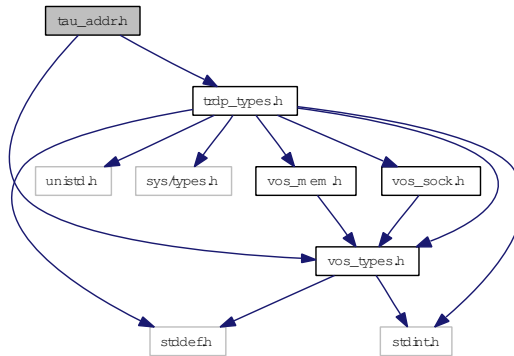 tau_addr.h
trdp_types.h
unistd.h
sys/types.h
vos_mem.h
vos_sock.h
vos_types.h
stddef.h
stdint.h